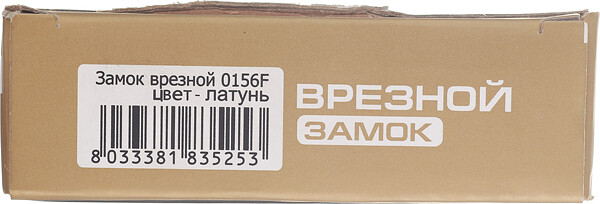 Замок врезной 0156F
цвет - латунь
8 033381 835253
ВРЕЗНОЙ
ЗАМОК